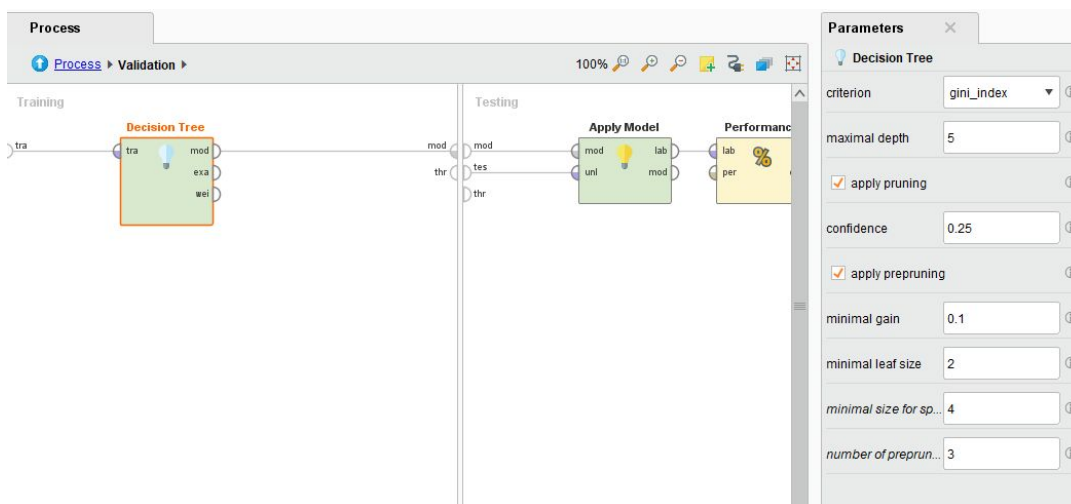 Process
Process ▸ Validation ▸
100%
Training
Decision Tree
tra
tra
mod
exa
wei
mod
thr
Testing
mod
tes
thr
Apply Model
mod
unl
lab
mod
Performanc
lab
per
%
Parameters
Decision Tree
criterion
gini_index
maximal depth
5
apply pruning
confidence
0.25
apply prepruning
minimal gain
0.1
minimal leaf size
2
minimal size for sp...
4
number of preprun...
3